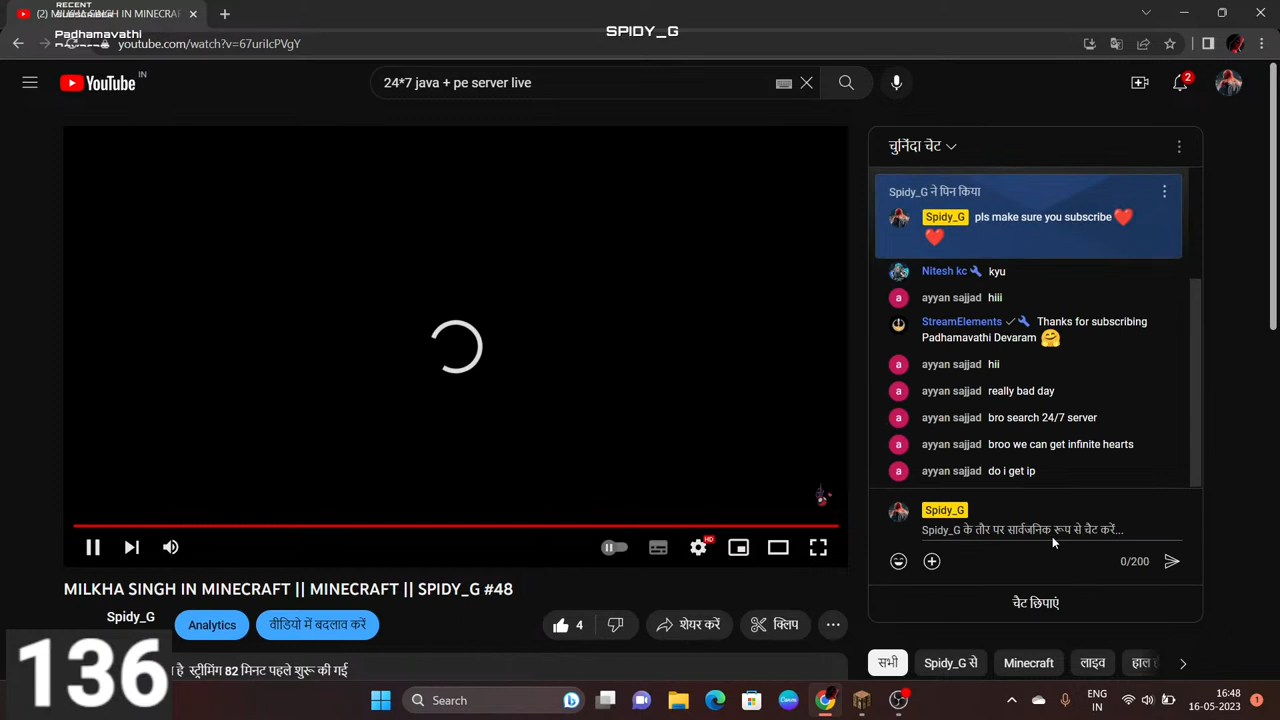 RECENT
(2) MILKHA SINGH IN MINECRAF
Padhamavathi
SPIDY_G
youtube.com/watch?v=67urilcPVgY
YouTube IN
24*7 java + pe server live
2
चुनिंदा चैट
Spidy_G ने पिन किया
Spidy_G pls make sure you subscribe
Nitesh kc kyu
ayyan sajjad hiii
StreamElements Thanks for subscribing
Padhamavathi Devaram
ayyan sajjad hii
ayyan sajjad really bad day
ayyan sajjad bro search 24/7 server
ayyan sajjad broo we can get infinite hearts
ayyan sajjad do i get ip
Spidy_G
Spidy_G के तौर पर सार्वजनिक रूप से चैट करें...
0/200
चैट छिपाएं
HD
MILKHA SINGH IN MINECRAFT || MINECRAFT || SPIDY_G #48
Spidy_G
Analytics
वीडियो में बदलाव करें
4
शेयर करें
क्लिप
है स्ट्रीमिंग 82 मिनट पहले शुरू की गई
136
सभी
Spidy_G से
Minecraft
लाइव
Search
ENG
IN
16:48
16-05-2023
1